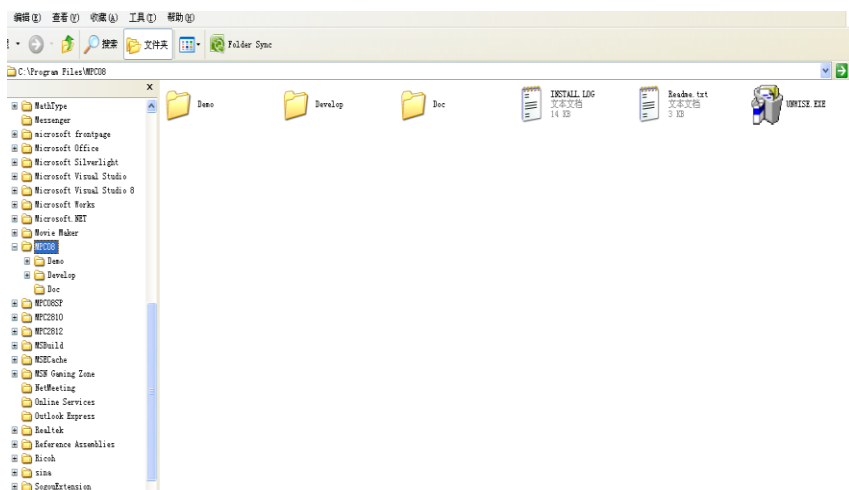 编辑(E) 查看(V) 收藏(A) 工具(T) 帮助(H)
搜索 文件夹 Folder Sync
C:\Program Files\MPC08
x
MathType
Messenger
microsoft frontpage
Microsoft Office
Microsoft Silverlight
Microsoft Visual Studio
Microsoft Visual Studio 8
Microsoft Works
Microsoft.NET
Movie Maker
MPC08
Demo
Develop
Doc
MPC08SP
MPC2810
MPC2812
MSBuild
MSECache
MSN Gaming Zone
NetMeeting
Online Services
Outlook Express
Realtek
Reference Assemblies
Ricoh
sina
SogouExtension
Demo
Develop
Doc
INSTALL.LOG
文本文档
14 KB
Readme.txt
文本文档
3 KB
UNWISE.EXE